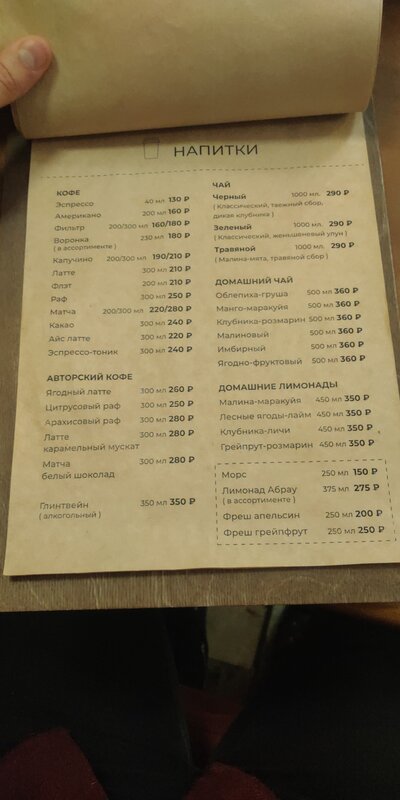 НАПИТКИ
КОФЕ
Эспрессо 40 мл 130 ₽
Американо 200 мл 160 ₽
Фильтр 200/300 мл 160/180 ₽
Воронка 230 мл 180 ₽
( в ассортименте )
Капучино 200/300 мл 190/210 ₽
Латте 300 мл 210 ₽
Флэт 200 мл 210 ₽
Раф 300 мл 250 ₽
Матча 200/300 мл 220/280 ₽
Какао 300 мл 240 ₽
Айс латте 300 мл 220 ₽
Эспрессо-тоник 300 мл 240 ₽
АВТОРСКИЙ КОФЕ
Ягодный латте 300 мл 260 ₽
Цитрусовый раф 300 мл 250 ₽
Арахисовый раф 300 мл 280 ₽
Латте 300 мл 280 ₽
карамельный мускат
Матча 300 мл 280 ₽
белый шоколад
Глинтвейн 350 мл 350 ₽
( алкогольный )
ЧАЙ
Черный 1000 мл. 290 ₽
( Классический, таежный сбор,
дикая клубника )
Зеленый 1000 мл. 290 ₽
( Классический, женьшеневый улун )
Травяной 1000 мл. 290 ₽
( Малина-мята, травяной сбор )
ДОМАШНИЙ ЧАЙ
Облепиха-груша 500 мл 360 ₽
Манго-маракуйя 500 мл 360 ₽
Клубника-розмарин 500 мл 360 ₽
Малиновый 500 мл 360 ₽
Имбирный 500 мл 360 ₽
Ягодно-фруктовый 500 мл 360 ₽
ДОМАШНИЕ ЛИМОНАДЫ
Малина-маракуйя 450 мл 350 ₽
Лесные ягоды-лайм 450 мл 350 ₽
Клубника-личи 450 мл 350 ₽
Грейпрут-розмарин 450 мл 350 ₽
Морс 250 мл 150 ₽
Лимонад Абрау 375 мл 275 ₽
( в ассортименте )
Фреш апельсин 250 мл 200 ₽
Фреш грейпфрут 250 мл 250 ₽